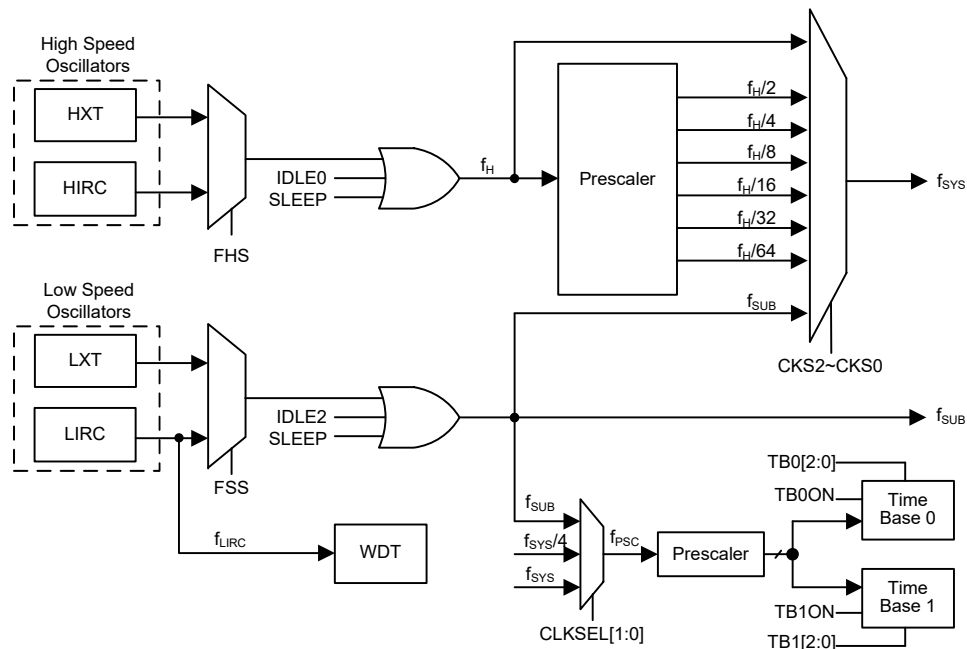 High Speed
Oscillators
HXT
HIRC
FHS
IDLE0
SLEEP
fH
Prescaler
fH/2
fH/4
fH/8
fH/16
fH/32
fH/64
fSUB
CKS2~CKS0
fSYS
Low Speed
Oscillators
LXT
LIRC
FSS
IDLE2
SLEEP
fSUB
fLIRC
WDT
fSUB
fSYS/4
fSYS
CLKSEL[1:0]
fPSC
Prescaler
TB0[2:0]
TB0ON
Time
Base 0
Time
Base 1
TB1ON
TB1[2:0]